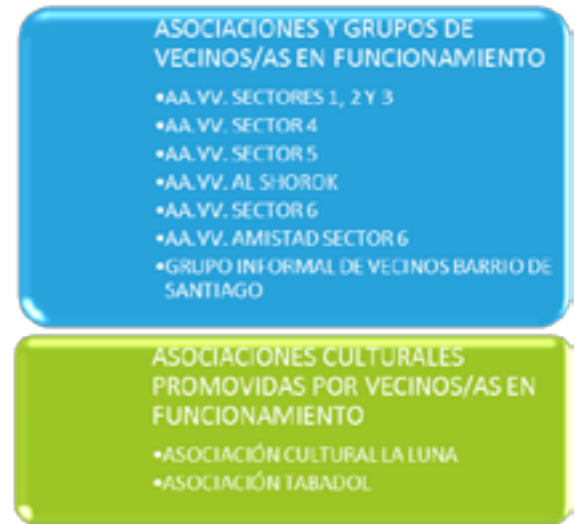 ASOCIACIONES Y GRUPOS DE
VECINOS/AS EN FUNCIONAMIENTO
•AA.VV. SECTORES 1, 2 Y 3
•AA.VV. SECTOR 4
•AA.VV. SECTOR 5
•AA.VV. AL SHOROK
•AA.VV. SECTOR 6
•AA.VV. AMISTAD SECTOR 6
•GRUPO INFORMAL DE VECINOS BARRIO DE
SANTIAGO
ASOCIACIONES CULTURALES
PROMOVIDAS POR VECINOS/AS EN
FUNCIONAMIENTO
•ASOCIACIÓN CULTURAL LA LUNA
•ASOCIACIÓN TABADOL